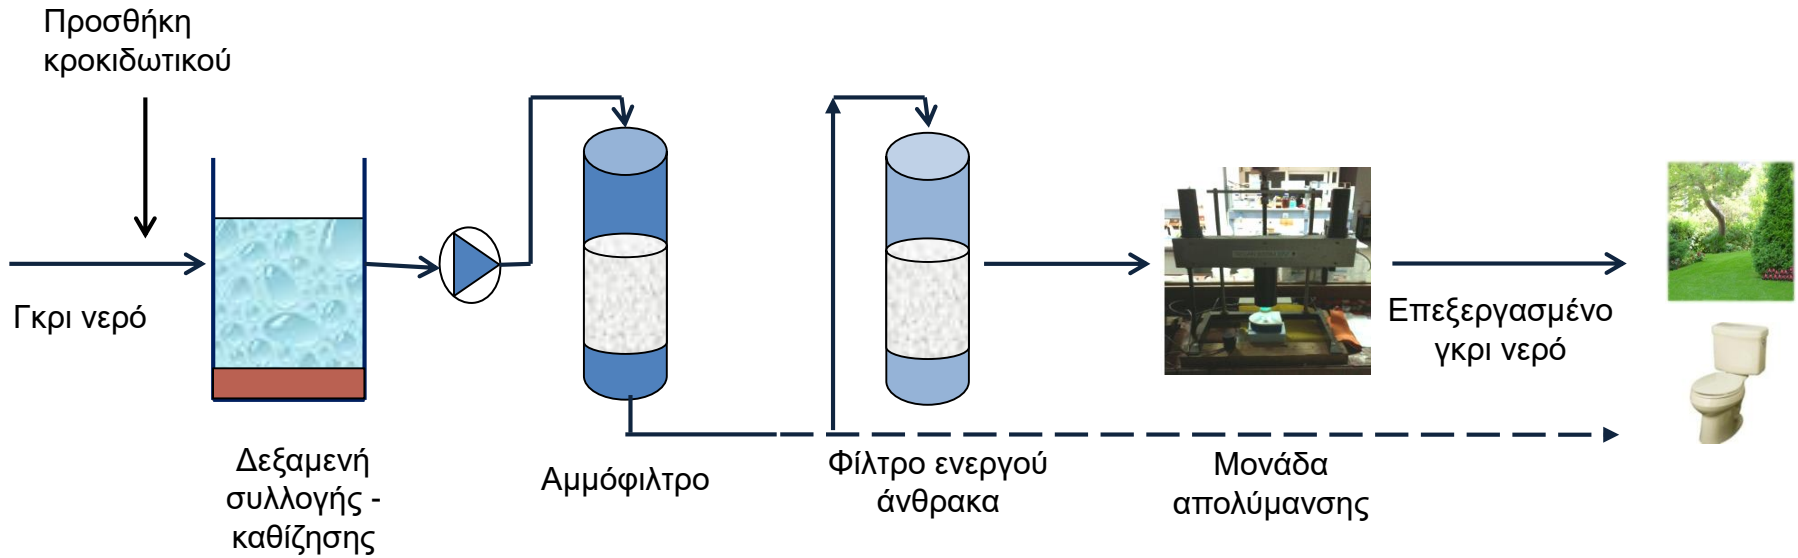 Προσθήκη
κροκιδωτικού
Γκρι νερό
Επεξεργασμένο
γκρι νερό
Δεξαμενή
συλλογής -
καθίζησης
Αμμόφιλτρο
Φίλτρο ενεργού
άνθρακα
Μονάδα
απολύμανσης